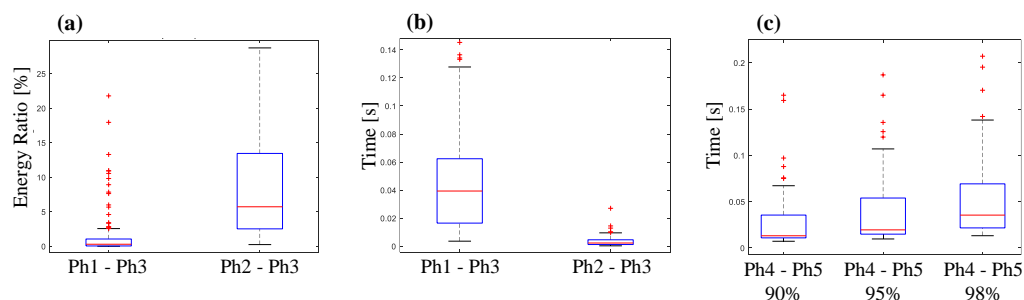 (a)
Energy Ratio [%]
25
20
15
10
5
0
Ph1 - Ph3
Ph2 - Ph3
(b)
Time [s]
0.14
0.12
0.1
0.08
0.06
0.04
0.02
0
Ph1 - Ph3
Ph2 - Ph3
(c)
Time [s]
0.2
0.15
0.1
0.05
0
Ph4 - Ph5
90%
Ph4 - Ph5
95%
Ph4 - Ph5
98%